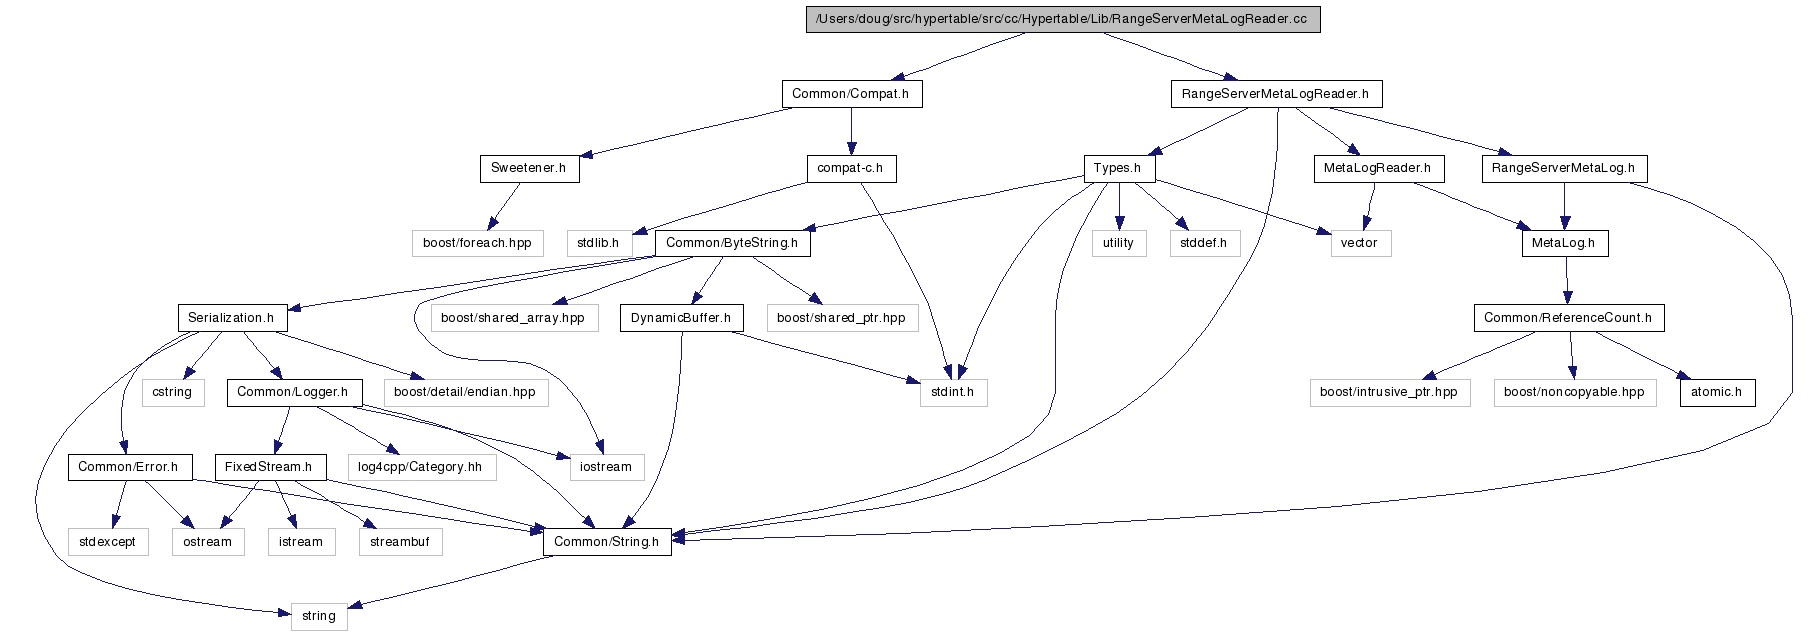 /Users/doug/src/hypertable/src/cc/Hypertable/Lib/RangeServerMetaLogReader.cc
Common/Compat.h
RangeServerMetaLogReader.h
Sweetener.h
compat-c.h
Types.h
MetaLogReader.h
RangeServerMetaLog.h
boost/foreach.hpp
stdlib.h
Common/ByteString.h
utility
stddef.h
vector
MetaLog.h
Serialization.h
boost/shared_array.hpp
DynamicBuffer.h
boost/shared_ptr.hpp
Common/ReferenceCount.h
cstring
Common/Logger.h
boost/detail/endian.hpp
stdint.h
boost/intrusive_ptr.hpp
boost/noncopyable.hpp
atomic.h
Common/Error.h
FixedStream.h
log4cpp/Category.hh
iostream
stdexcept
ostream
istream
streambuf
Common/String.h
string